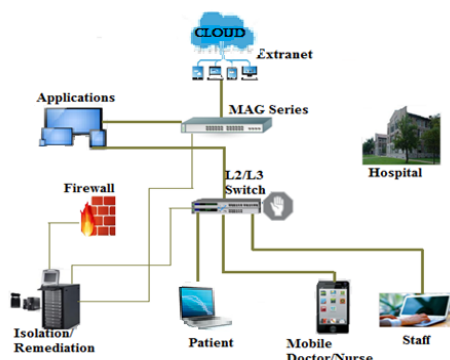 CLOUD
Extranet
MAG Series
Applications
L2/L3
Switch
Hospital
Firewall
Isolation/
Remediation
Patient
Mobile
Doctor/Nurse
Staff